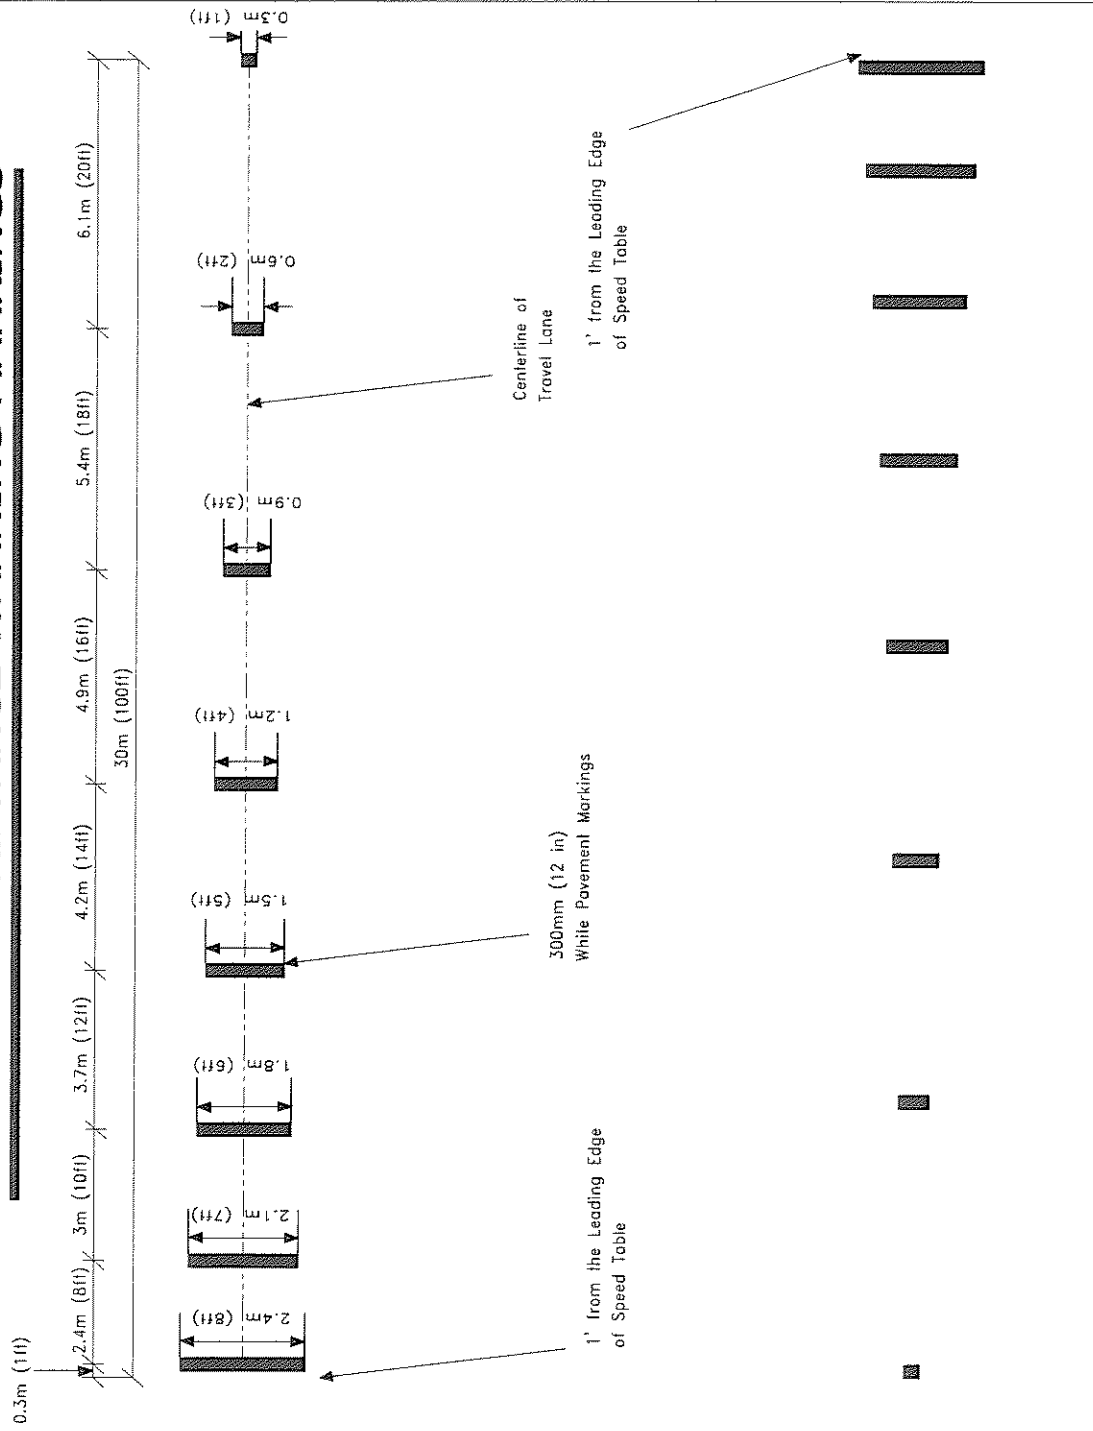 0.3m (1ft)
2.4m (8ft)
3m (10ft)
3.7m (12ft)
4.2m (14ft)
4.9m (16ft)
5.4m (18ft)
6.1m (20ft)
30m (100ft)
2.4m (8ft)
2.1m (7ft)
1.8m (6ft)
1.5m (5ft)
1.2m (4ft)
0.9m (3ft)
0.6m (2ft)
0.3m (1ft)
Centerline of
Travel Lane
300mm (12 in)
White Pavement Markings
1' from the Leading Edge
of Speed Table
1' from the Leading Edge
of Speed Table